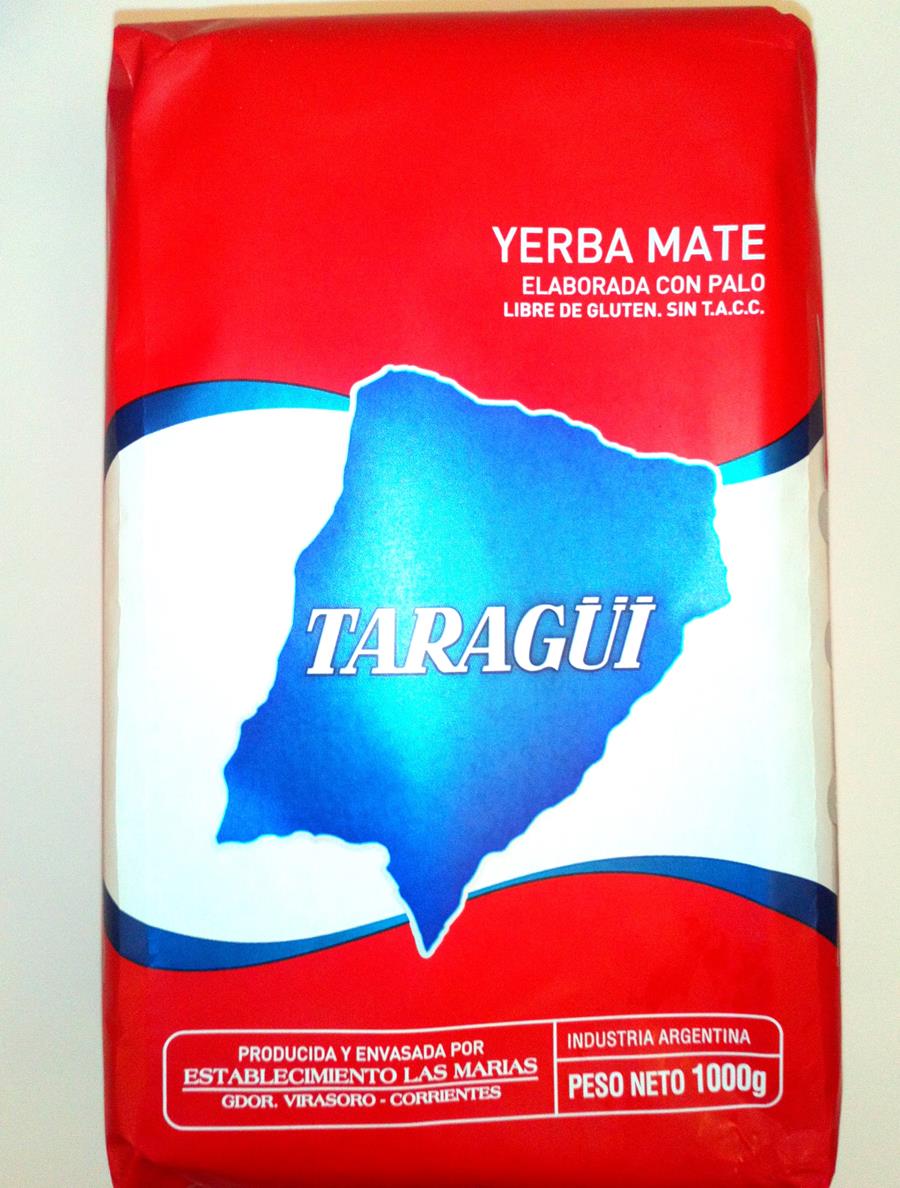 YERBA MATE
ELABORADA CON PALO
LIBRE DE GLUTEN. SIN T.A.C.C.
TARAGÜI
PRODUCIDA Y ENVASADA POR
ESTABLECIMIENTO LAS MARIAS
GDOR. VIRASORO - CORRIENTES
INDUSTRIA ARGENTINA
PESO NETO 1000g